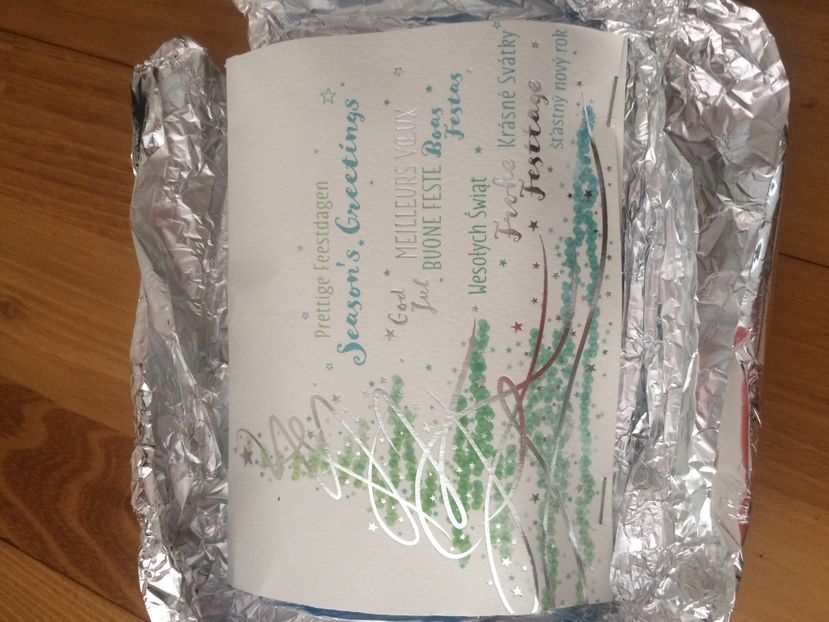 Prettige Feestdagen
Season's Greetings
God
Jul
MEILLEURS VŒUX
BUONE FESTE
Boas
Festas
Wesołych Świąt
Frohe
Festtage
Krásné Svátky
šťastný nový rok